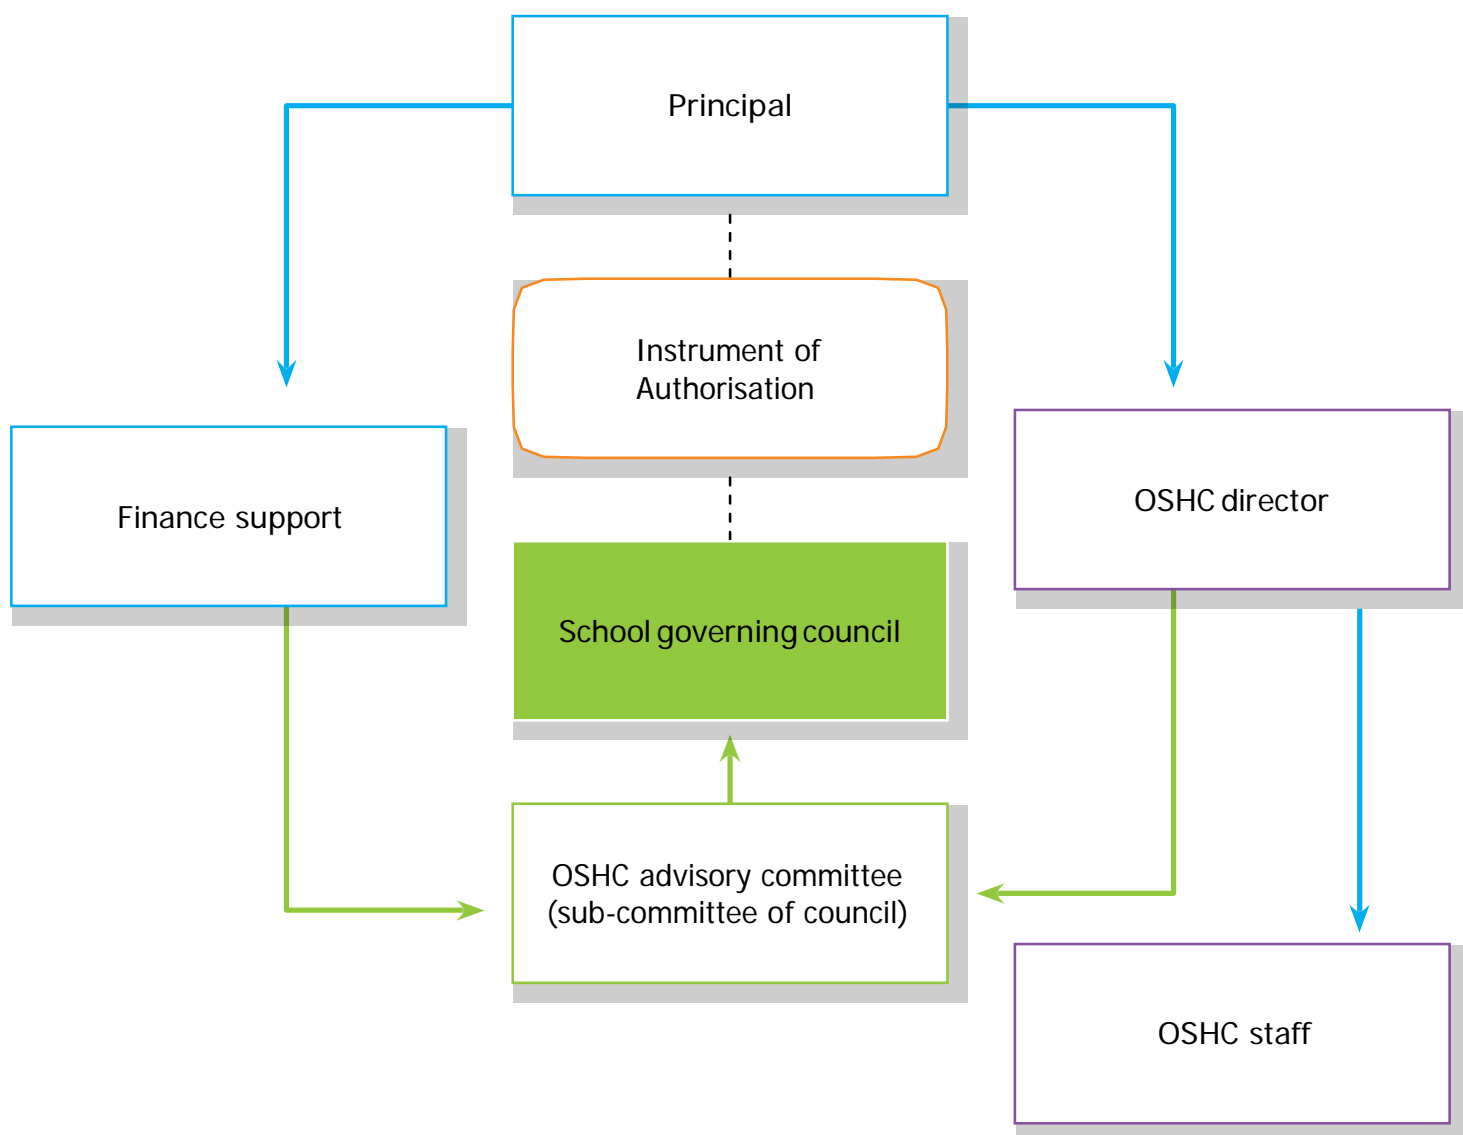 Principal
Instrument of
Authorisation
Finance support
OSHC director
School governing council
OSHC advisory committee
(sub-committee of council)
OSHC staff